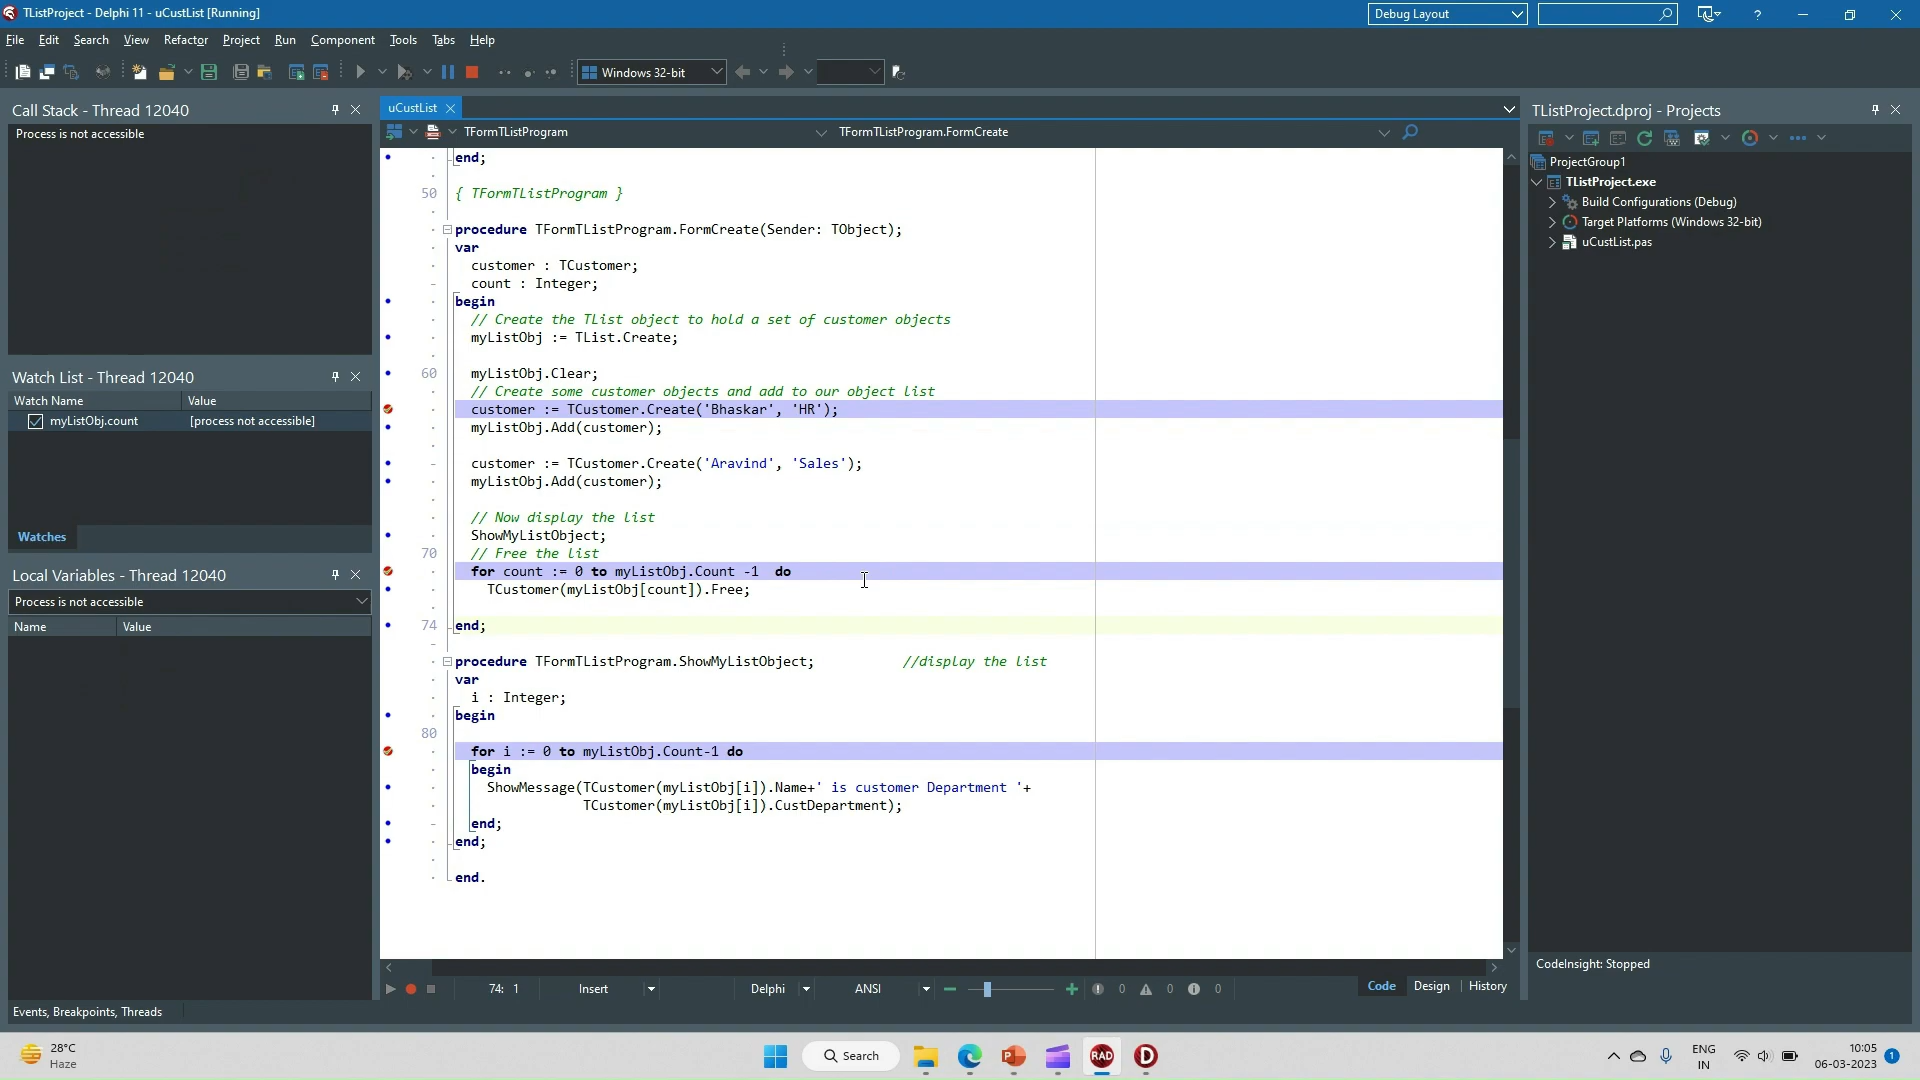 TListProject - Delphi 11 - uCustList [Running]
Debug Layout
?
File Edit Search View Refactor Project Run Component Tools Tabs Help
Windows 32-bit
Call Stack - Thread 12040
Process is not accessible
Watch List - Thread 12040
Watch Name Value
myListObj.count [process not accessible]
Watches
Local Variables - Thread 12040
Process is not accessible
Name Value
Events, Breakpoints, Threads
uCustList
TFormTListProgram TFormTListProgram.FormCreate
end;
50 { TFormTListProgram }
procedure TFormTListProgram.FormCreate(Sender: TObject);
var
customer : TCustomer;
count : Integer;
begin
// Create the TList object to hold a set of customer objects
myListObj := TList.Create;
60 myListObj.Clear;
// Create some customer objects and add to our object list
customer := TCustomer.Create('Bhaskar', 'HR');
myListObj.Add(customer);
customer := TCustomer.Create('Aravind', 'Sales');
myListObj.Add(customer);
// Now display the list
ShowMyListObject;
70 // Free the list
for count := 0 to myListObj.Count -1  do
TCustomer(myListObj[count]).Free;
74 end;
procedure TFormTListProgram.ShowMyListObject; //display the list
var
i : Integer;
begin
80
for i := 0 to myListObj.Count-1 do
begin
ShowMessage(TCustomer(myListObj[i]).Name+' is customer Department '+
TCustomer(myListObj[i]).CustDepartment);
end;
end;
end.
74: 1 Insert Delphi ANSI 0 0 0 Code Design History
TListProject.dproj - Projects
ProjectGroup1
TListProject.exe
Build Configurations (Debug)
Target Platforms (Windows 32-bit)
uCustList.pas
CodeInsight: Stopped
28°C
Haze
Search
RAD
ENG
IN
10:05
06-03-2023
1